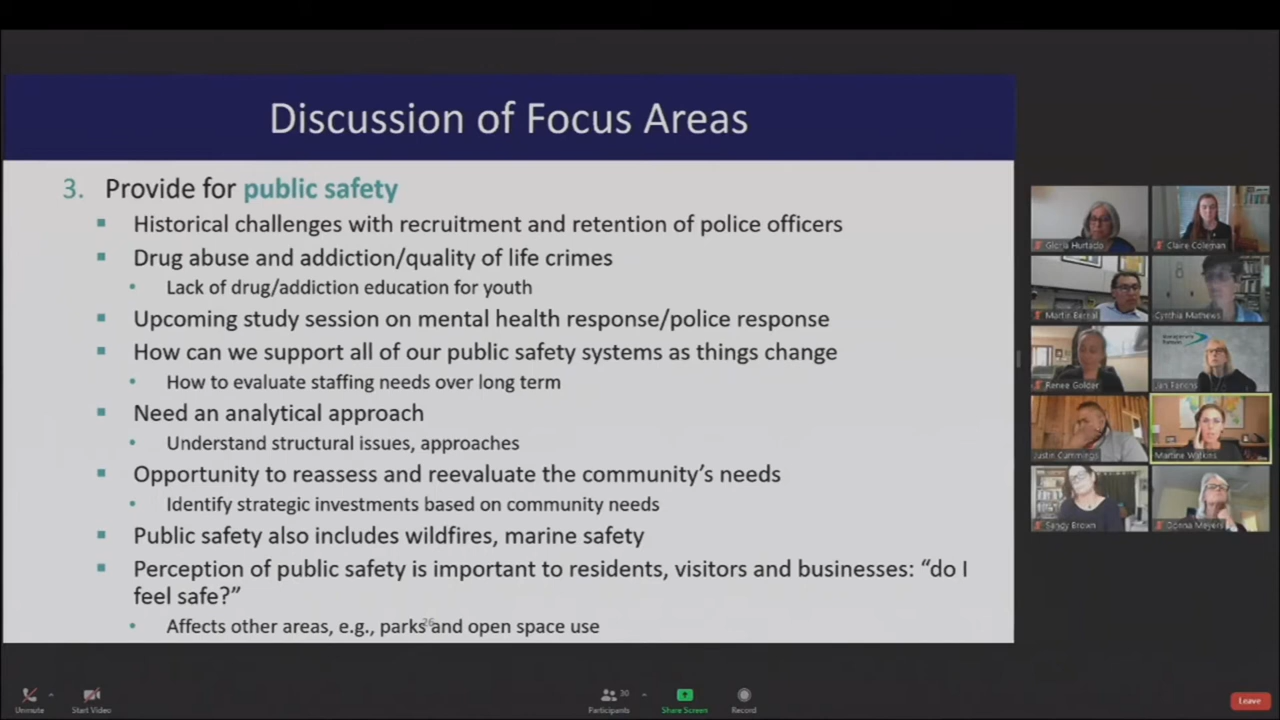 Discussion of Focus Areas
3. Provide for public safety
Historical challenges with recruitment and retention of police officers
Drug abuse and addiction/quality of life crimes
Lack of drug/addiction education for youth
Upcoming study session on mental health response/police response
How can we support all of our public safety systems as things change
How to evaluate staffing needs over long term
Need an analytical approach
Understand structural issues, approaches
Opportunity to reassess and reevaluate the community's needs
Identify strategic investments based on community needs
Public safety also includes wildfires, marine safety
Perception of public safety is important to residents, visitors and businesses: “do I
feel safe?”
Affects other areas, e.g., parks and open space use
26
Gloria Hurtado
Claire Coleman
Martin Bernal
Cynthia Mathews
Renee Golder
Justin Cummings
Martine Watkins
Sandy Brown
Donna Meyers
Unmute
Start Video
Participants
30
Share Screen
Record
Leave